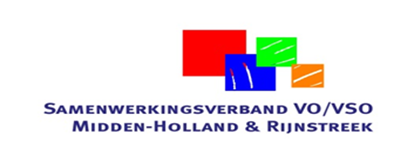 Samenwerkingsverband VO/VSO
Midden-Holland & Rijnstreek